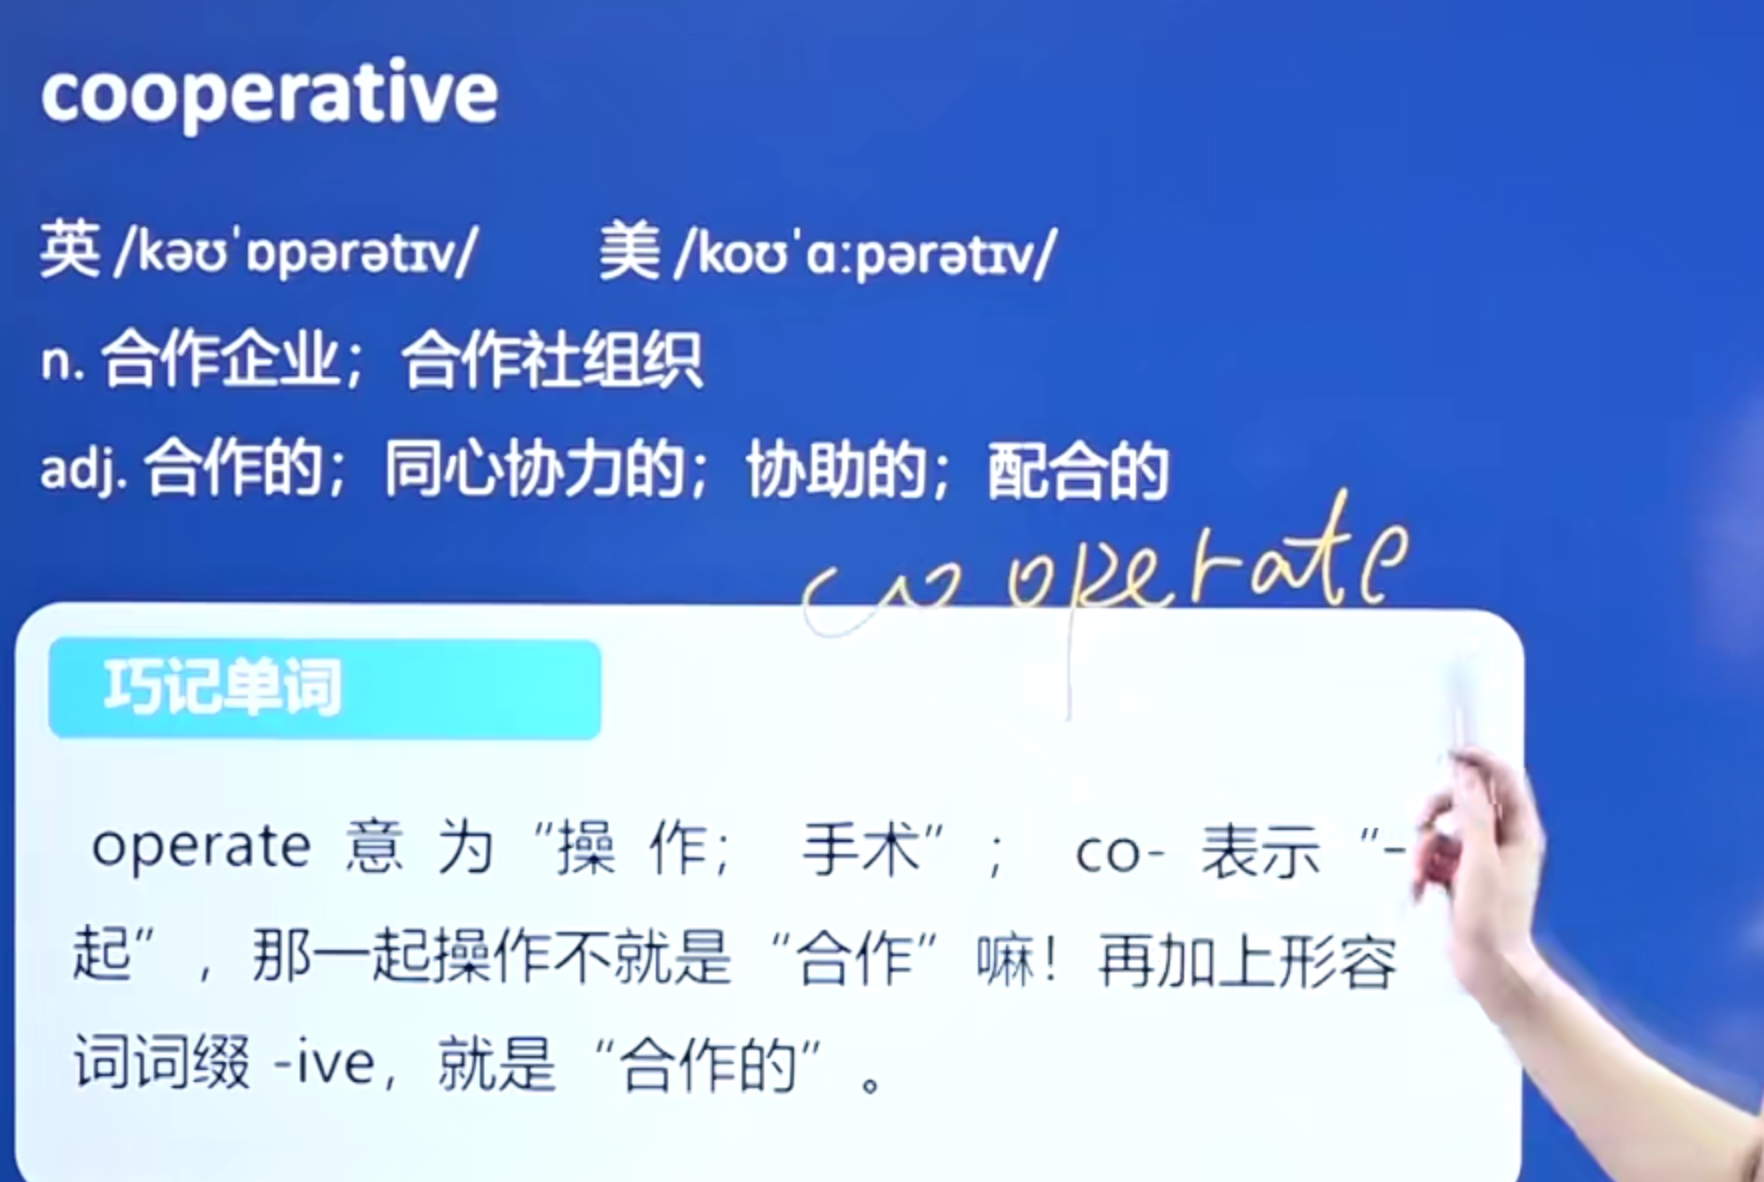 cooperative
英 /kəʊˈɒpərətɪv/ 美 /koʊˈɑːpərətɪv/
n. 合作企业；合作社组织
adj. 合作的；同心协力的；协助的；配合的
co operate
巧记单词
operate 意 为 “操 作； 手术” ； co- 表示 “一
起” ，那一起操作不就是 “合作” 嘛！再加上形容
词词缀 -ive，就是 “合作的” 。